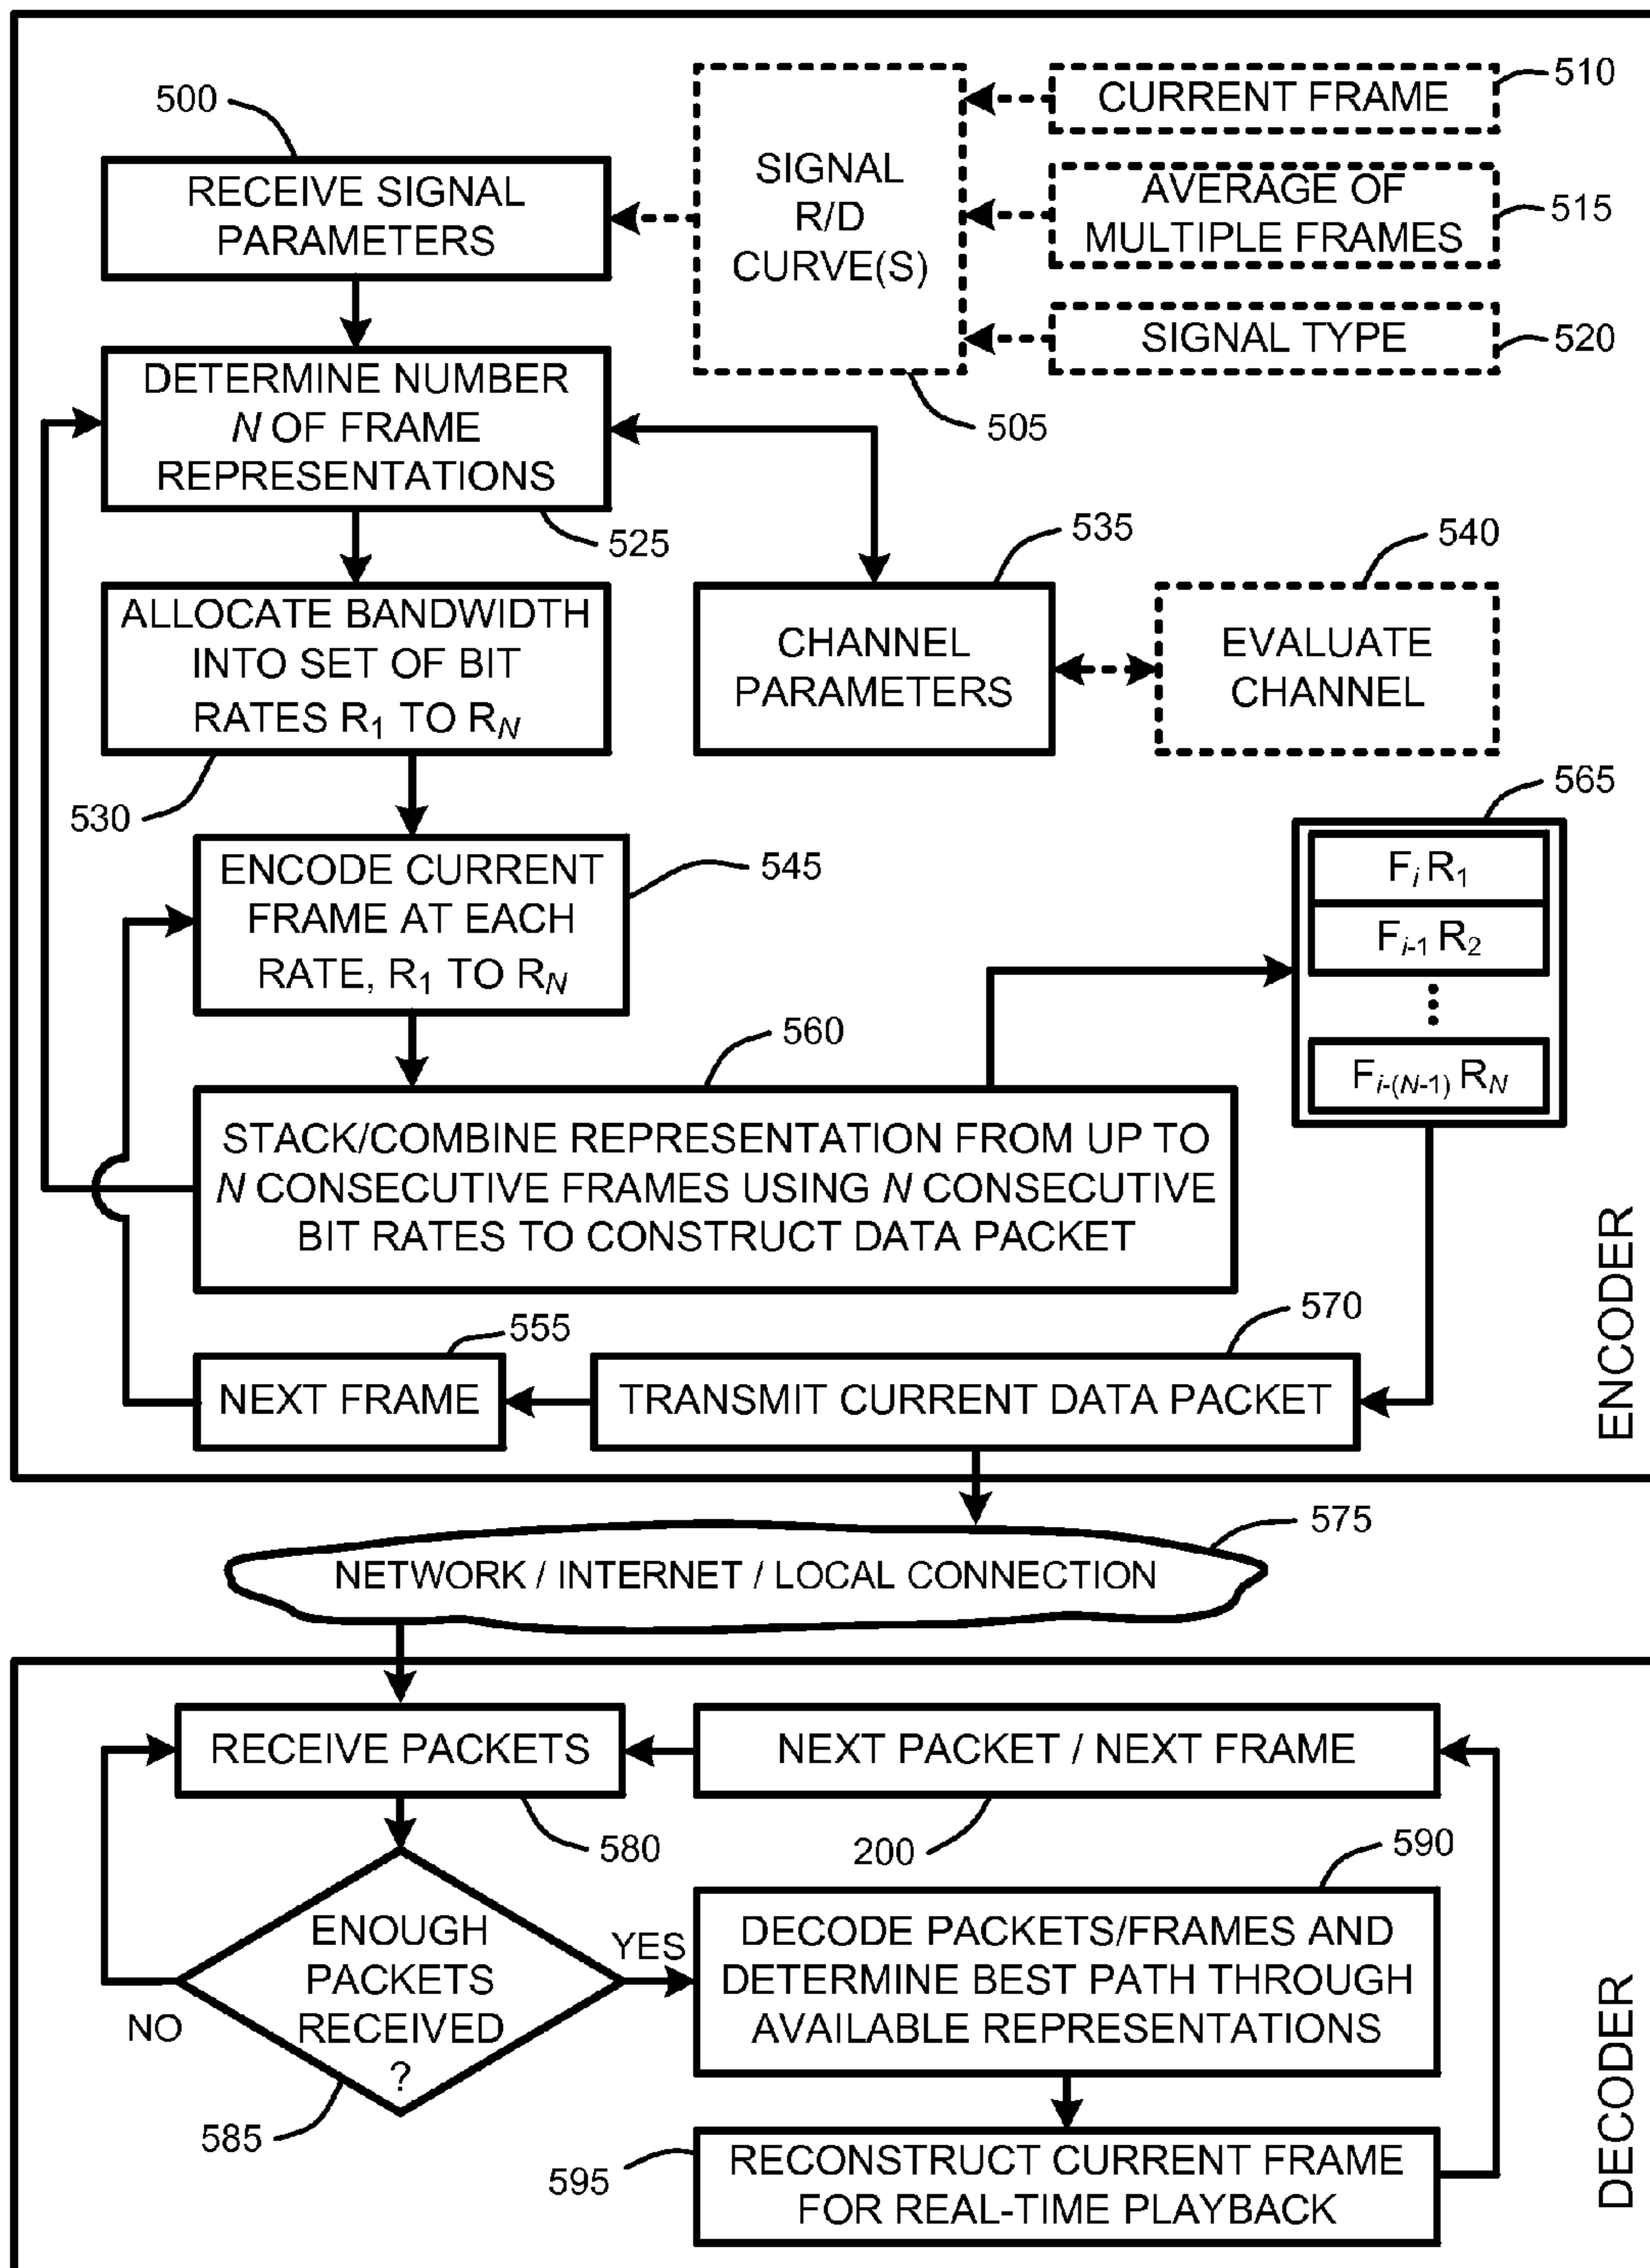 500
RECEIVE SIGNAL
PARAMETERS
SIGNAL
R/D
CURVE(S)
505
CURRENT FRAME
510
AVERAGE OF
MULTIPLE FRAMES
515
SIGNAL TYPE
520
DETERMINE NUMBER
N OF FRAME
REPRESENTATIONS
525
ALLOCATE BANDWIDTH
INTO SET OF BIT
RATES R1 TO RN
530
CHANNEL
PARAMETERS
535
EVALUATE
CHANNEL
540
ENCODE CURRENT
FRAME AT EACH
RATE, R1 TO RN
545
565
Fi R1
Fi-1 R2
Fi-(N-1) RN
560
STACK/COMBINE REPRESENTATION FROM UP TO
N CONSECUTIVE FRAMES USING N CONSECUTIVE
BIT RATES TO CONSTRUCT DATA PACKET
555
NEXT FRAME
570
TRANSMIT CURRENT DATA PACKET
ENCODER
575
NETWORK / INTERNET / LOCAL CONNECTION
RECEIVE PACKETS
580
NEXT PACKET / NEXT FRAME
200
ENOUGH
PACKETS
RECEIVED
?
585
YES
NO
590
DECODE PACKETS/FRAMES AND
DETERMINE BEST PATH THROUGH
AVAILABLE REPRESENTATIONS
595
RECONSTRUCT CURRENT FRAME
FOR REAL-TIME PLAYBACK
DECODER